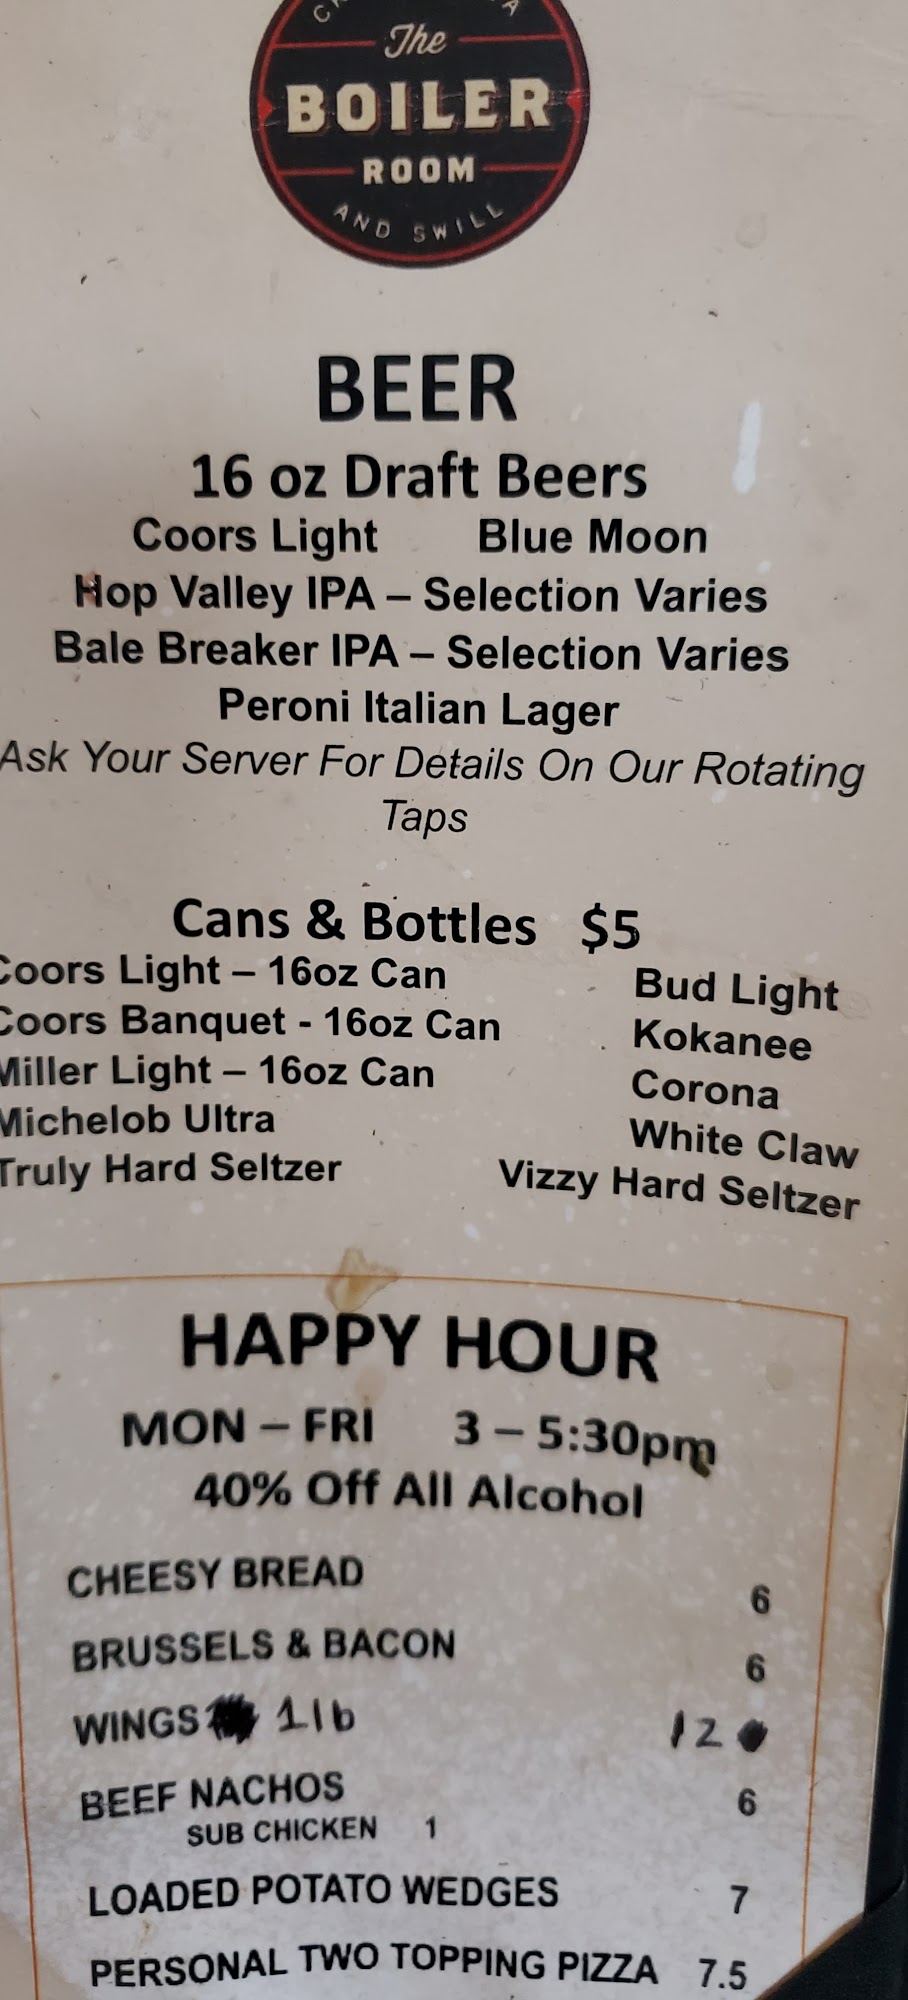 The
BOILER
ROOM
AND SWILL
BEER
16 oz Draft Beers
Coors Light Blue Moon
Hop Valley IPA – Selection Varies
Bale Breaker IPA – Selection Varies
Peroni Italian Lager
Ask Your Server For Details On Our Rotating
Taps
Cans & Bottles $5
Coors Light – 16oz Can Bud Light
Coors Banquet - 16oz Can Kokanee
Miller Light – 16oz Can Corona
Michelob Ultra White Claw
Truly Hard Seltzer Vizzy Hard Seltzer
HAPPY HOUR
MON – FRI 3 – 5:30pm
40% Off All Alcohol
CHEESY BREAD 6
BRUSSELS & BACON 6
WINGS 1lb 12
BEEF NACHOS 6
SUB CHICKEN 1
LOADED POTATO WEDGES 7
PERSONAL TWO TOPPING PIZZA 7.5